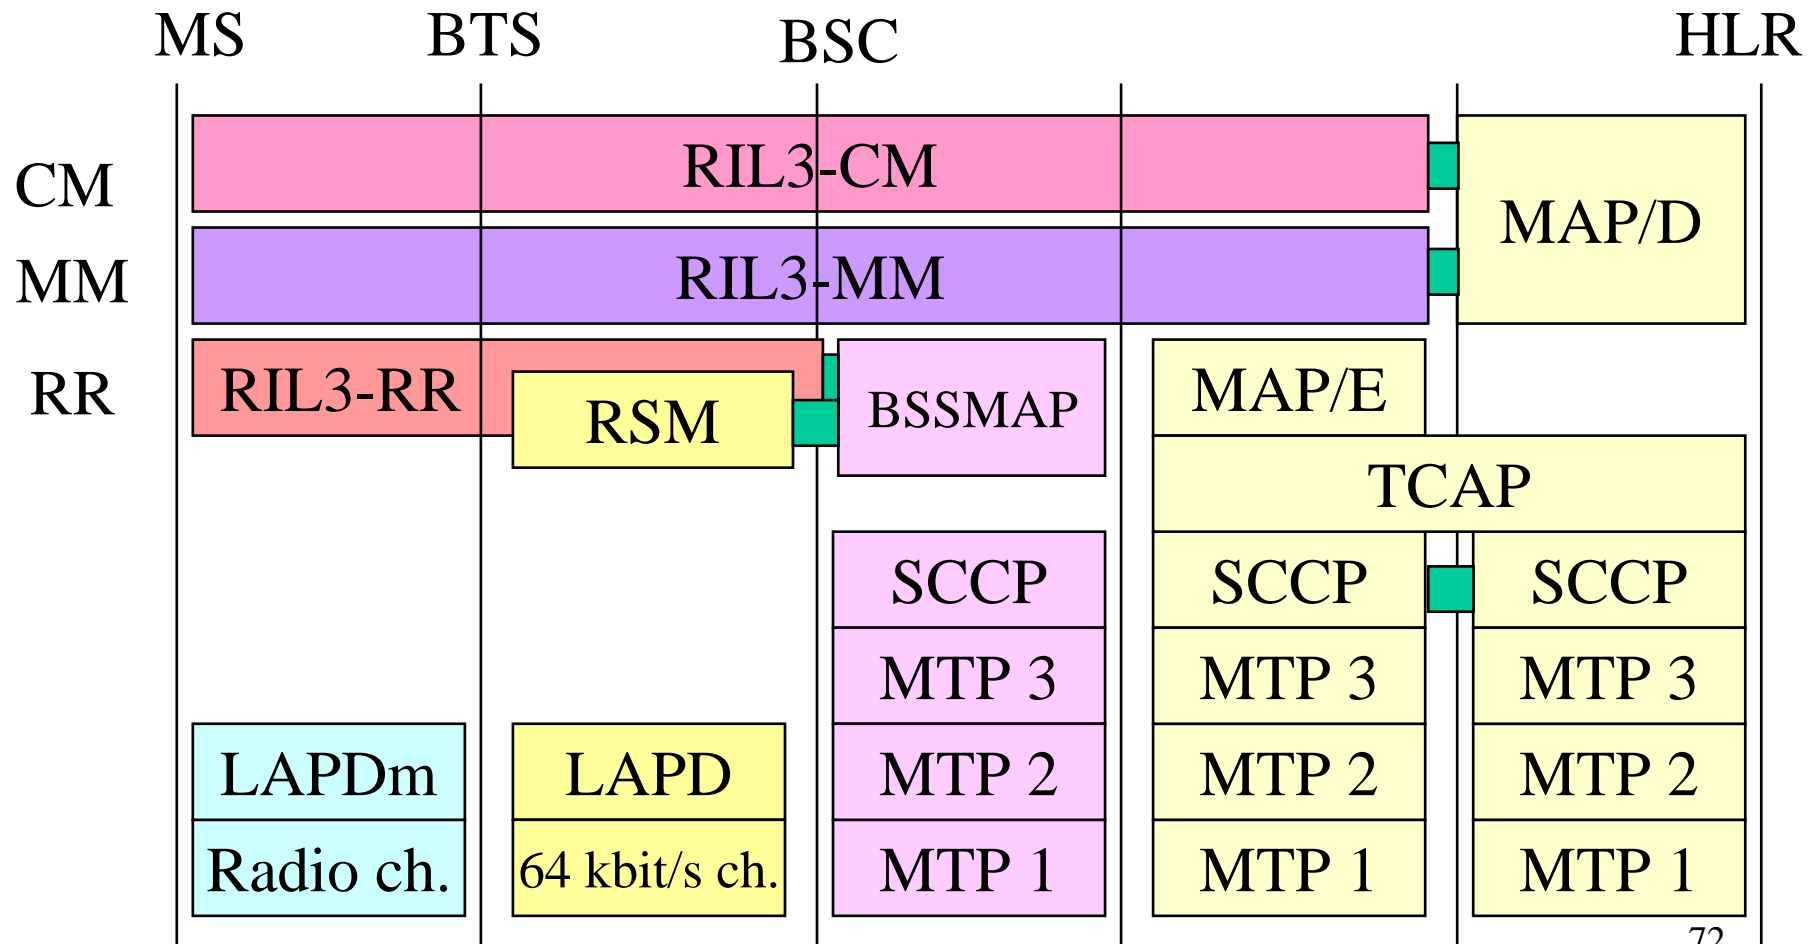 MS BTS BSC HLR
CM RIL3-CM
MAP/D
MM RIL3-MM
RR RIL3-RR RSM BSSMAP MAP/E
TCAP
SCCP SCCP SCCP
MTP 3 MTP 3 MTP 3
LAPDm LAPD MTP 2 MTP 2 MTP 2
Radio ch. 64 kbit/s ch. MTP 1 MTP 1 MTP 1
72